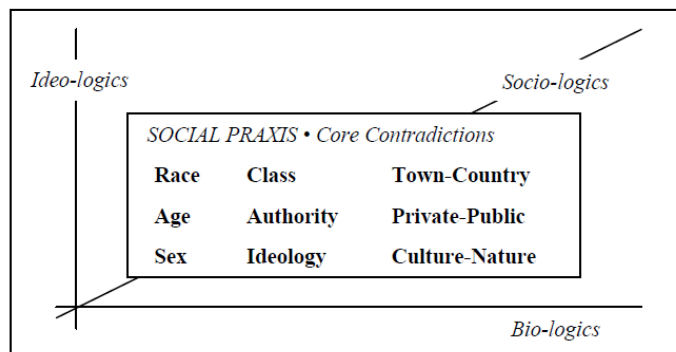 Ideo-logics
Socio-logics
SOCIAL PRAXIS • Core Contradictions
Race Class Town-Country
Age Authority Private-Public
Sex Ideology Culture-Nature
Bio-logics